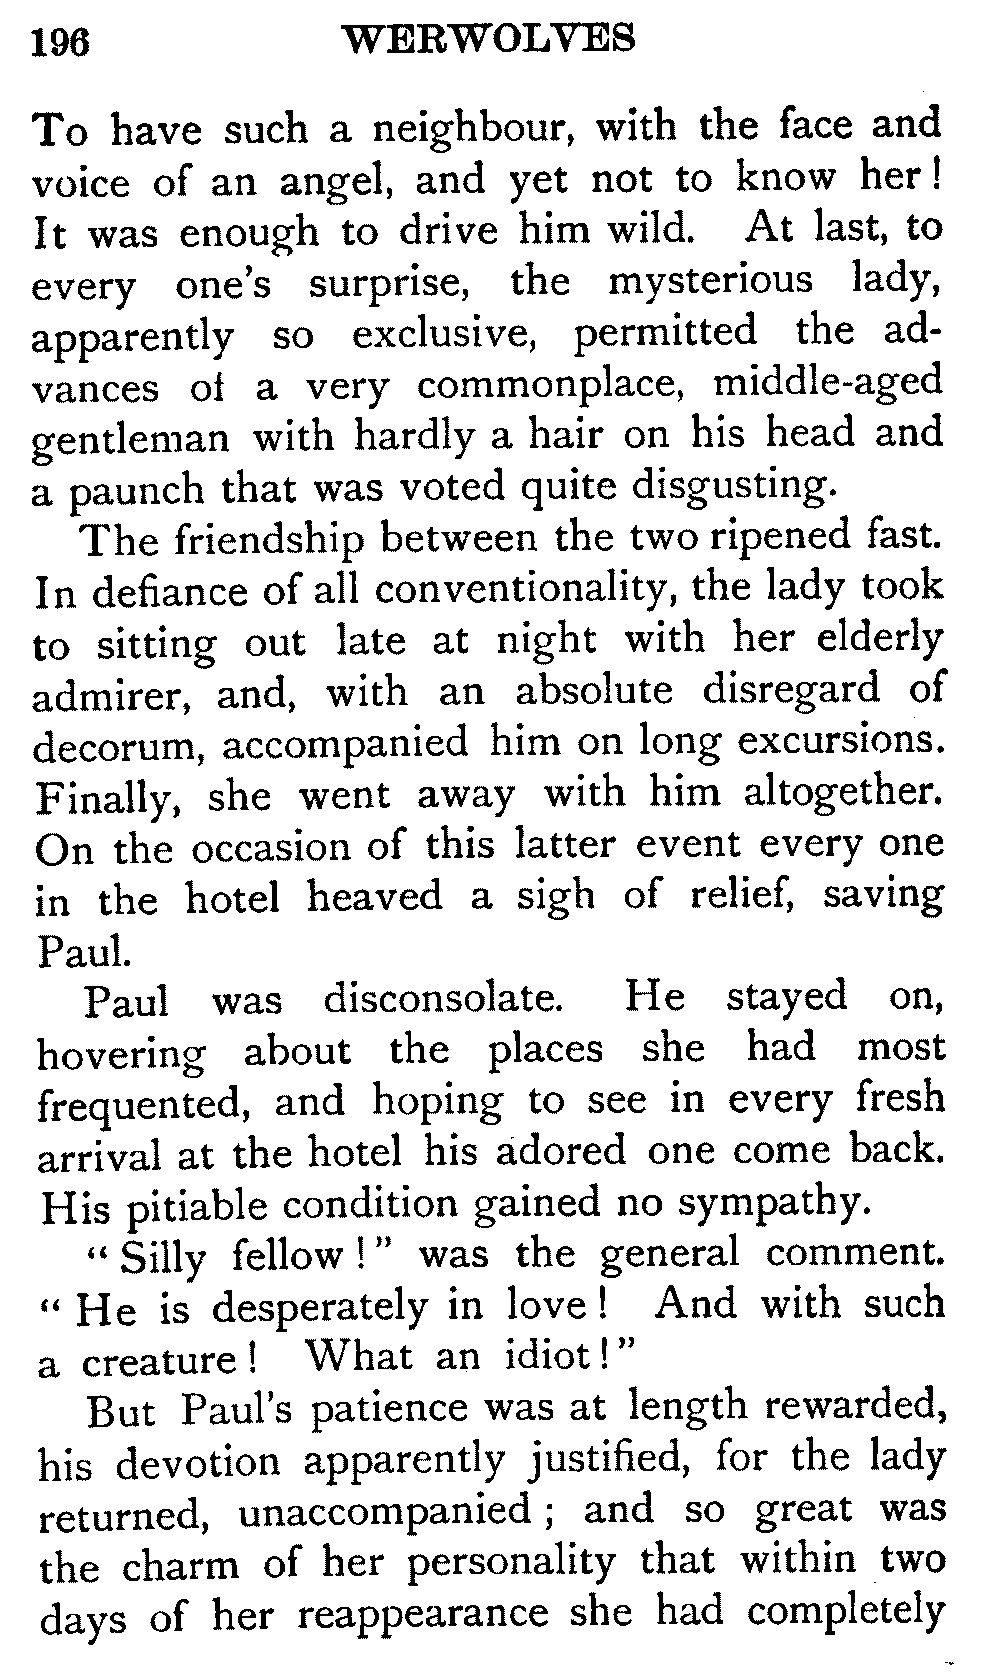 196 WERWOLVES
To have such a neighbour, with the face and
voice of an angel, and yet not to know her!
It was enough to drive him wild. At last, to
every one's surprise, the mysterious lady,
apparently so exclusive, permitted the ad-
vances of a very commonplace, middle-aged
gentleman with hardly a hair on his head and
a paunch that was voted quite disgusting.
The friendship between the two ripened fast.
In defiance of all conventionality, the lady took
to sitting out late at night with her elderly
admirer, and, with an absolute disregard of
decorum, accompanied him on long excursions.
Finally, she went away with him altogether.
On the occasion of this latter event every one
in the hotel heaved a sigh of relief, saving
Paul.
Paul was disconsolate. He stayed on,
hovering about the places she had most
frequented, and hoping to see in every fresh
arrival at the hotel his adored one come back.
His pitiable condition gained no sympathy.
"Silly fellow!" was the general comment.
"He is desperately in love! And with such
a creature! What an idiot!"
But Paul's patience was at length rewarded,
his devotion apparently justified, for the lady
returned, unaccompanied; and so great was
the charm of her personality that within two
days of her reappearance she had completely